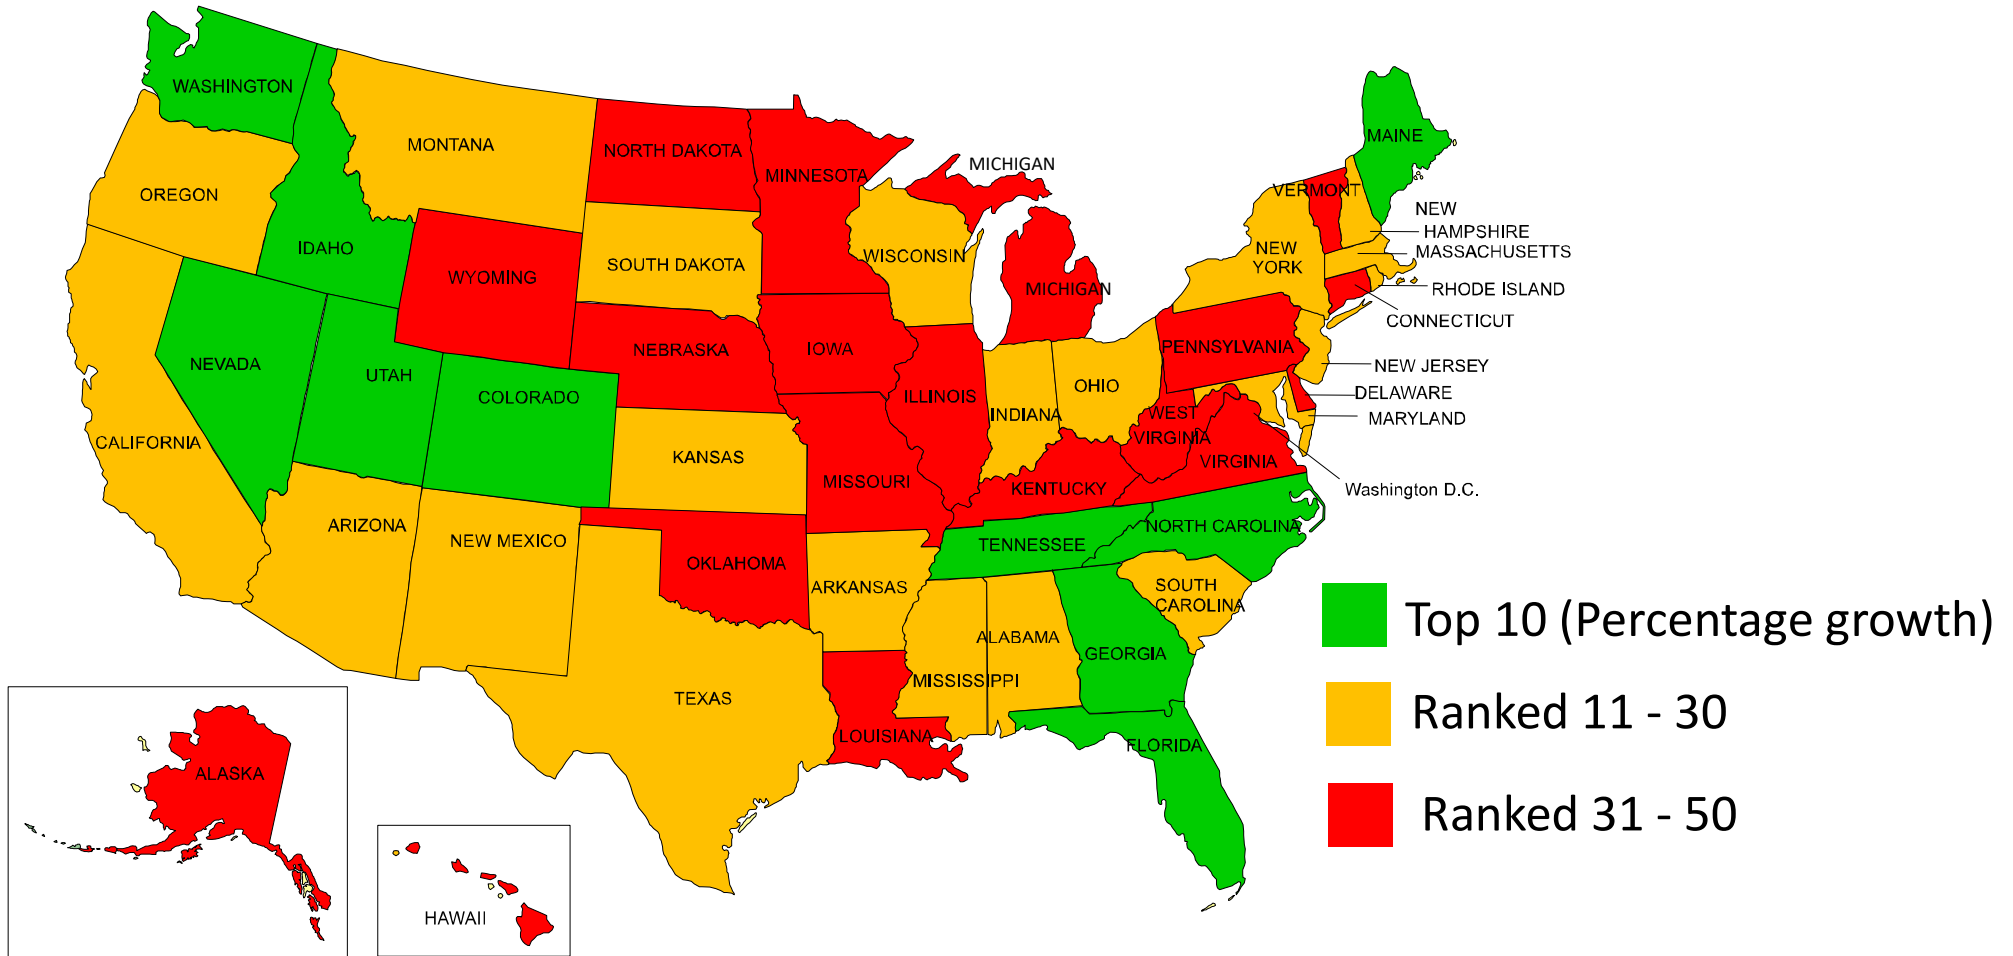 WASHINGTON
MAINE
MONTANA
NORTH DAKOTA
MICHIGAN
MINNESOTA
VERMONT
OREGON
NEW
HAMPSHIRE
IDAHO
MASSACHUSETTS
WISCONSIN
NEW
YORK
SOUTH DAKOTA
WYOMING
MICHIGAN
RHODE ISLAND
CONNECTICUT
NEBRASKA
IOWA
PENNSYLVANIA
NEVADA
NEW JERSEY
UTAH
OHIO
DELAWARE
COLORADO
ILLINOIS
INDIANA
WEST
VIRGINIA
MARYLAND
CALIFORNIA
KANSAS
VIRGINIA
MISSOURI
KENTUCKY
Washington D.C.
ARIZONA
NEW MEXICO
NORTH CAROLINA
TENNESSEE
OKLAHOMA
ARKANSAS
SOUTH
CAROLINA
Top 10 (Percentage growth)
ALABAMA
GEORGIA
MISSISSIPPI
TEXAS
Ranked 11 - 30
LOUISIANA
FLORIDA
ALASKA
Ranked 31 - 50
HAWAII